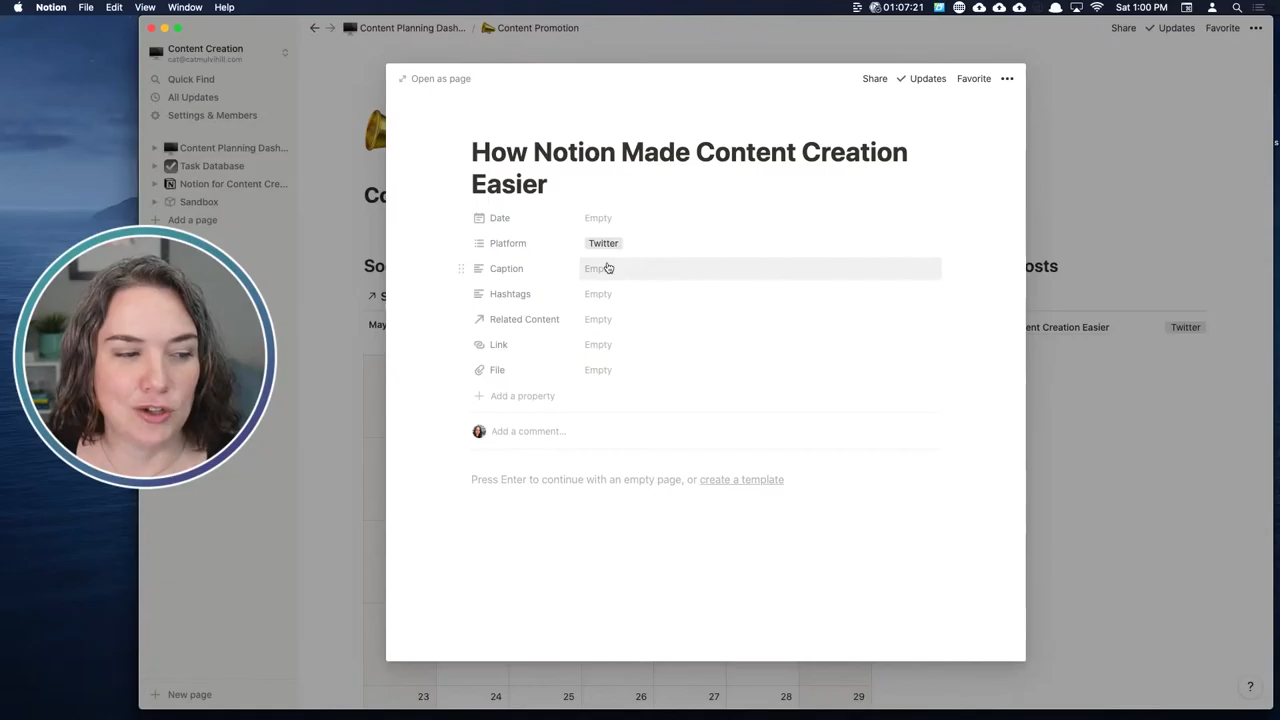 Notion File Edit View Window Help
01:07:21
Sat 1:00 PM
Content Creation
cat@catmulvihill.com
Quick Find
All Updates
Settings & Members
Content Planning Dash...
Task Database
Notion for Content Cre...
Sandbox
Add a page
New page
Content Planning Dash... / Content Promotion
Share Updates Favorite
Co
So
May
osts
ent Creation Easier Twitter
Open as page
Share Updates Favorite
How Notion Made Content Creation
Easier
Date Empty
Platform Twitter
Caption Emp
Hashtags Empty
Related Content Empty
Link Empty
File Empty
Add a property
Add a comment...
Press Enter to continue with an empty page, or create a template
23 24 25 26 27 28 29
?